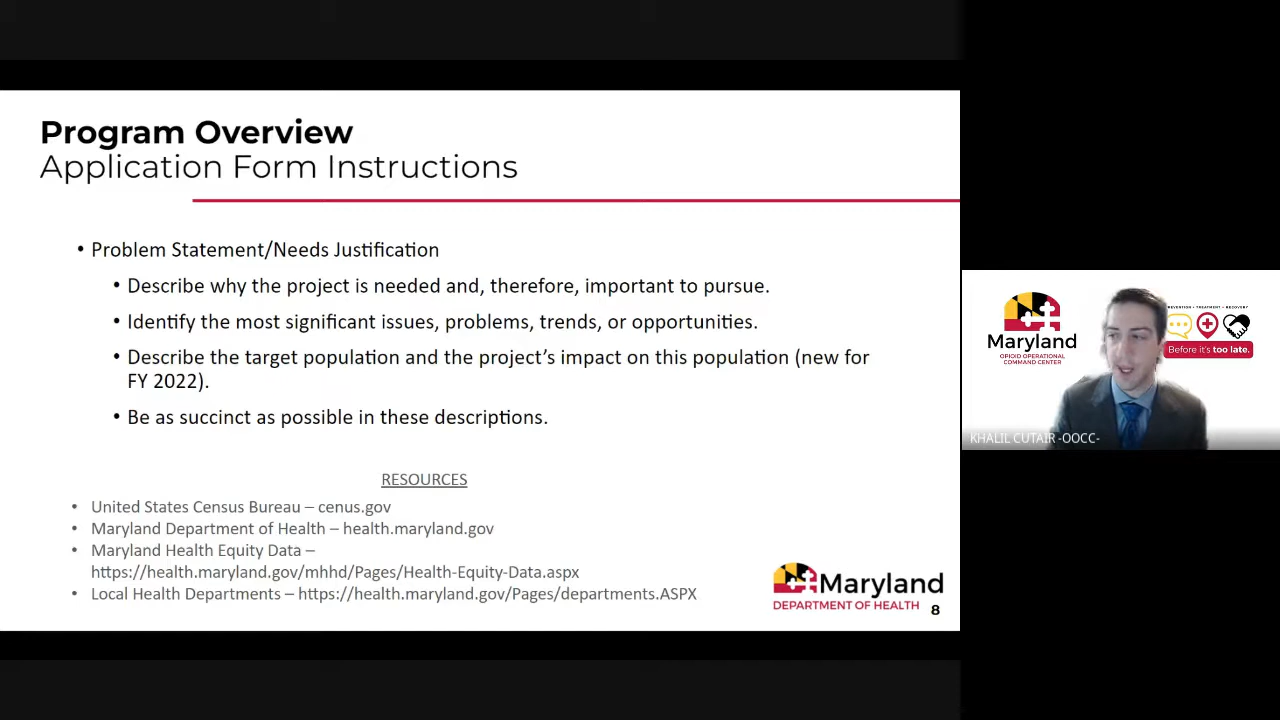 Program Overview
Application Form Instructions
• Problem Statement/Needs Justification
• Describe why the project is needed and, therefore, important to pursue.
• Identify the most significant issues, problems, trends, or opportunities.
• Describe the target population and the project's impact on this population (new for
FY 2022).
• Be as succinct as possible in these descriptions.
RESOURCES
• United States Census Bureau – cenus.gov
• Maryland Department of Health – health.maryland.gov
• Maryland Health Equity Data –
https://health.maryland.gov/mhhd/Pages/Health-Equity-Data.aspx
• Local Health Departments – https://health.maryland.gov/Pages/departments.ASPX
Maryland
DEPARTMENT OF HEALTH
8
Maryland
OPIOID OPERATIONAL
COMMAND CENTER
TREATMENT • RECOVERY
Before it's too late.
KHALIL CUTAIR -OOCC-